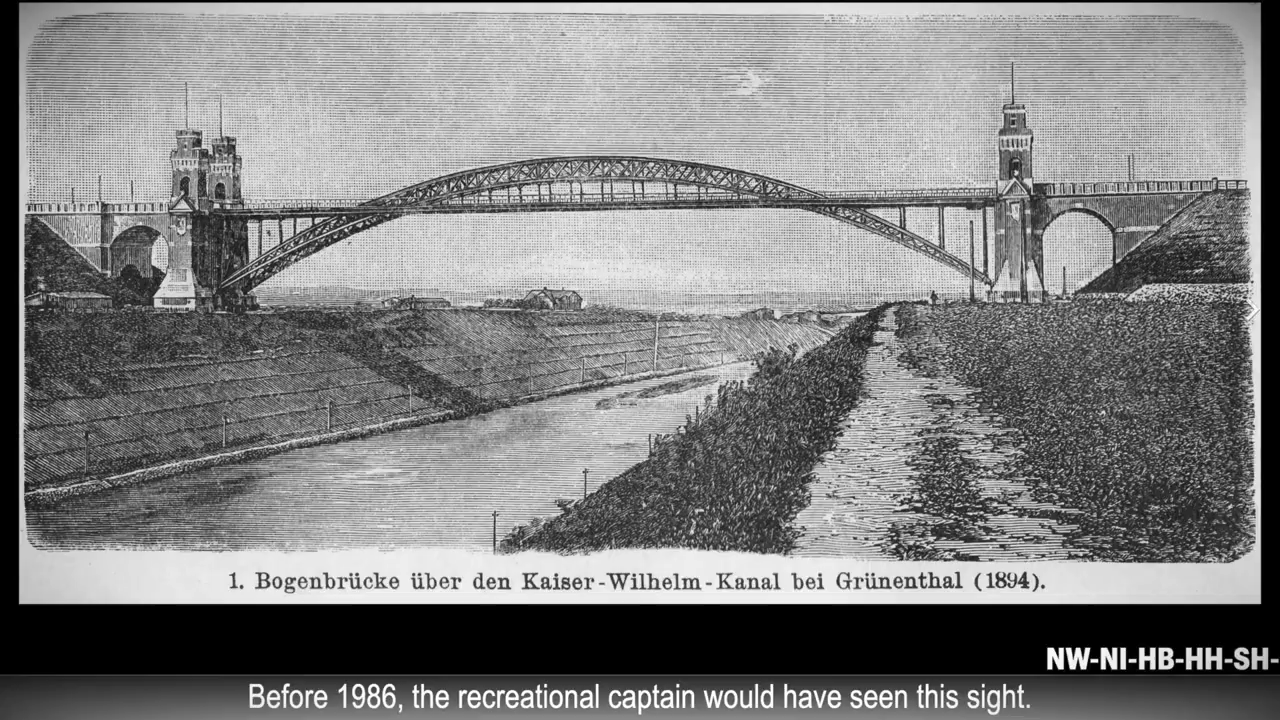 1. Bogenbrücke über den Kaiser-Wilhelm-Kanal bei Grünenthal (1894).
NW-NI-HB-HH-SH-
Before 1986, the recreational captain would have seen this sight.